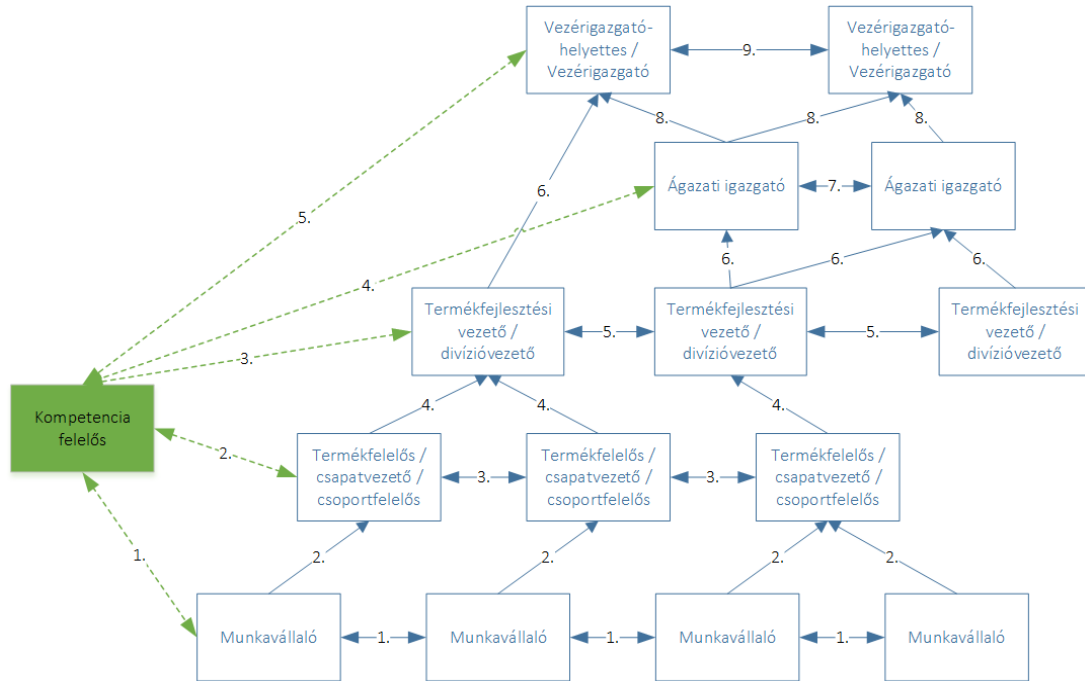 Vezérigazgató-
helyettes /
Vezérigazgató
9.
Vezérigazgató-
helyettes /
Vezérigazgató
8.
8.
8.
Ágazati igazgató
7.
Ágazati igazgató
6.
5.
4.
6.
6.
6.
Termékfejlesztési
vezető /
divízióvezető
5.
Termékfejlesztési
vezető /
divízióvezető
5.
Termékfejlesztési
vezető /
divízióvezető
3.
Kompetencia
felelős
4.
4.
4.
2.
Termékfelelős /
csapatvezető /
csoportfelelős
3.
Termékfelelős /
csapatvezető /
csoportfelelős
3.
Termékfelelős /
csapatvezető /
csoportfelelős
1.
2.
2.
2.
2.
Munkavállaló
1.
Munkavállaló
1.
Munkavállaló
1.
Munkavállaló